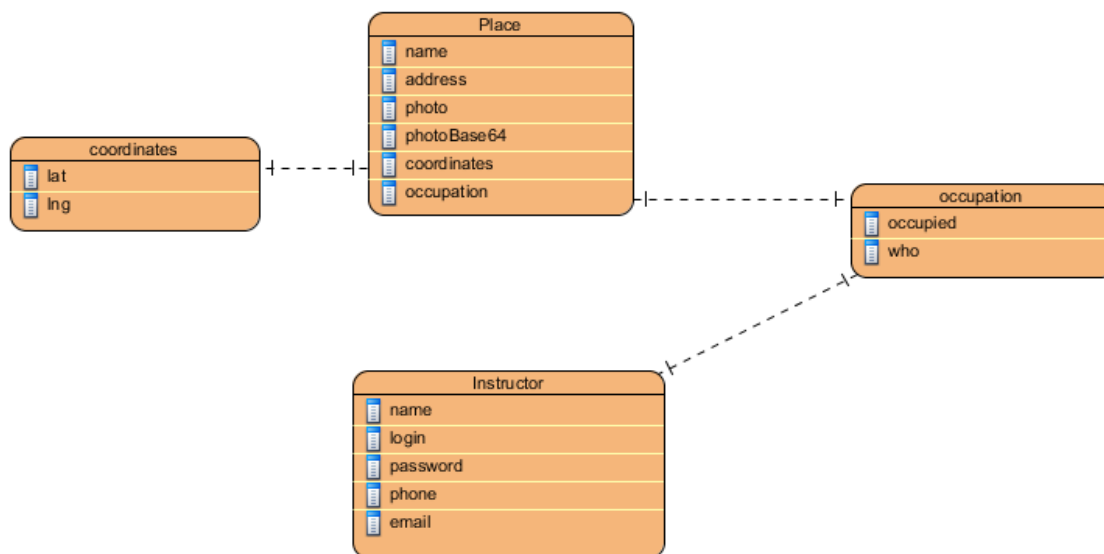 Place
name
address
photo
photoBase64
coordinates
occupation
coordinates
lat
lng
occupation
occupied
who
Instructor
name
login
password
phone
email